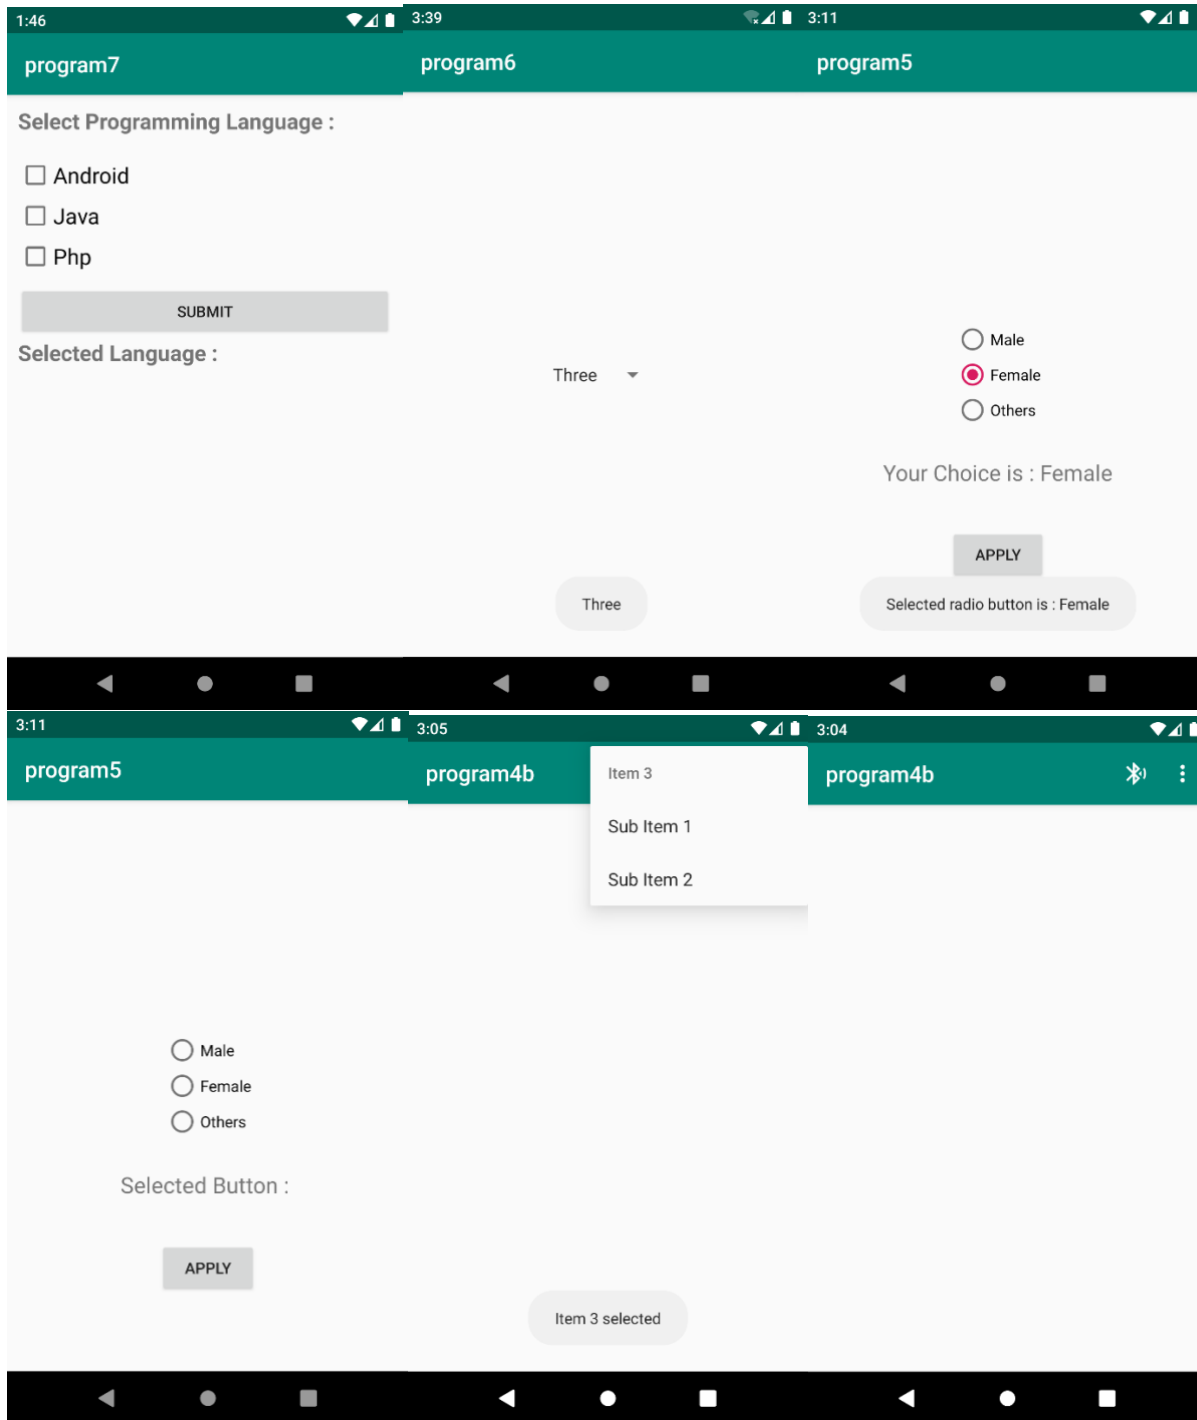 1:46
program7
Select Programming Language :
Android
Java
Php
SUBMIT
Selected Language :
3:39
program6
Three
Three
3:11
program5
Male
Female
Others
Your Choice is : Female
APPLY
Selected radio button is : Female
3:11
program5
Male
Female
Others
Selected Button :
APPLY
3:05
program4b
Item 3
Sub Item 1
Sub Item 2
Item 3 selected
3:04
program4b